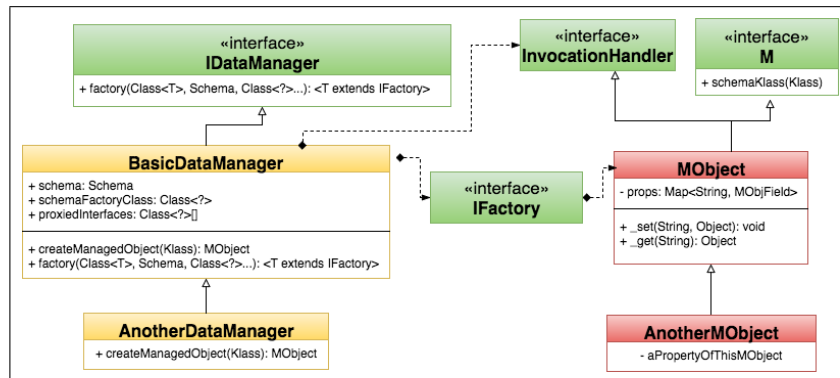 «interface»
IDataManager
+ factory(Class<T>, Schema, Class<?>...): <T extends IFactory>
«interface»
InvocationHandler
«interface»
M
+ schemaKlass(Klass)
BasicDataManager
+ schema: Schema
+ schemaFactoryClass: Class<?>
+ proxiedInterfaces: Class<?>[]
+ createManagedObject(Klass): MObject
+ factory(Class<T>, Schema, Class<?>...): <T extends IFactory>
«interface»
IFactory
MObject
- props: Map<String, MObjField>
+ _set(String, Object): void
+ _get(String): Object
AnotherDataManager
+ createManagedObject(Klass): MObject
AnotherMObject
- aPropertyOfThisMObject